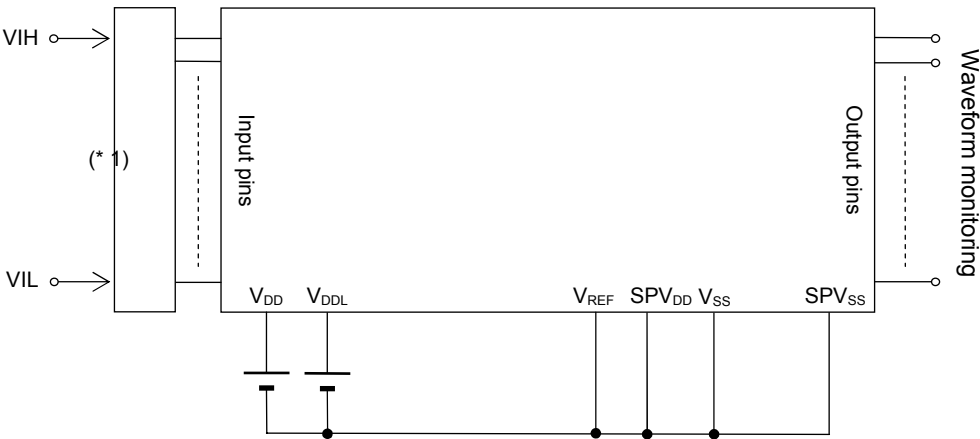 VIH
(* 1)
VIL
Input pins
Output pins
Waveform monitoring
VDD VDDL VREF SPVDD VSS SPVSS